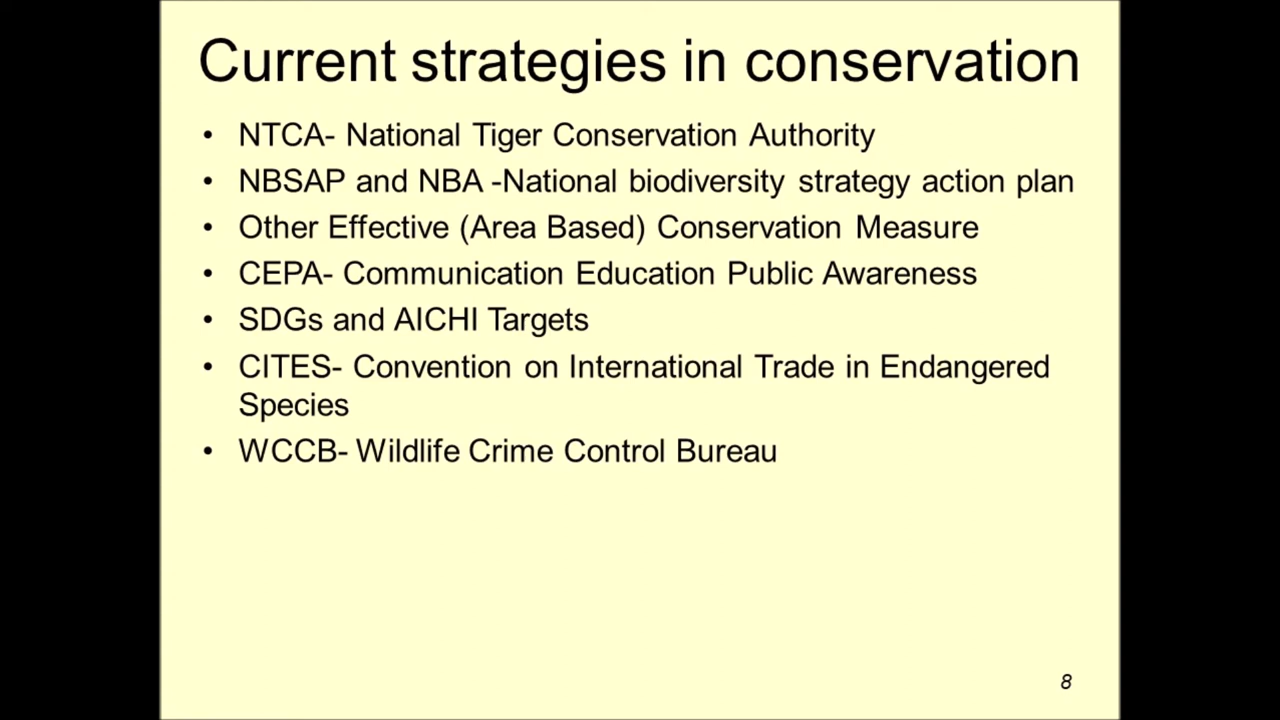 Current strategies in conservation
• NTCA- National Tiger Conservation Authority
• NBSAP and NBA -National biodiversity strategy action plan
• Other Effective (Area Based) Conservation Measure
• CEPA- Communication Education Public Awareness
• SDGs and AICHI Targets
• CITES- Convention on International Trade in Endangered
Species
• WCCB- Wildlife Crime Control Bureau
8